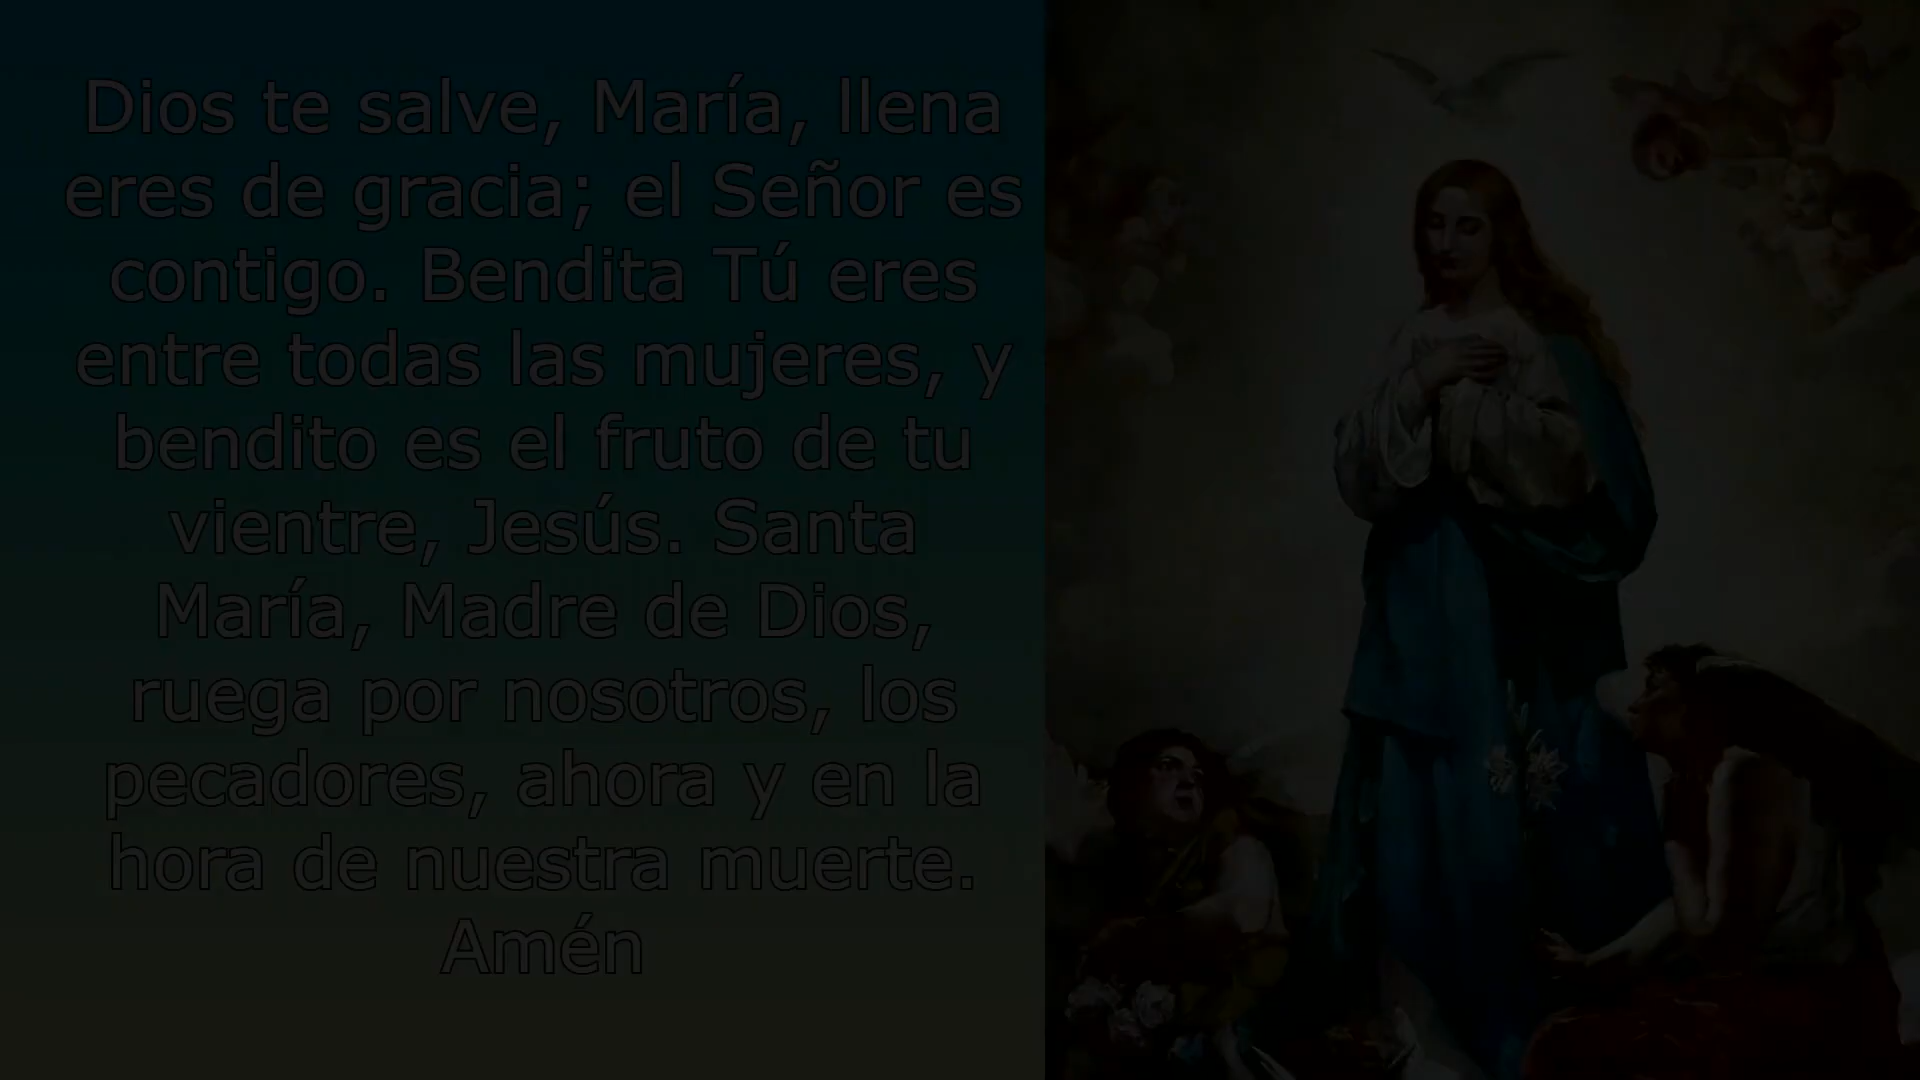 Dios te salve, María, llena
eres de gracia; el Señor es
contigo. Bendita Tú eres
entre todas las mujeres, y
bendito es el fruto de tu
vientre, Jesús. Santa
María, Madre de Dios,
ruega por nosotros, los
pecadores, ahora y en la
hora de nuestra muerte.
Amén